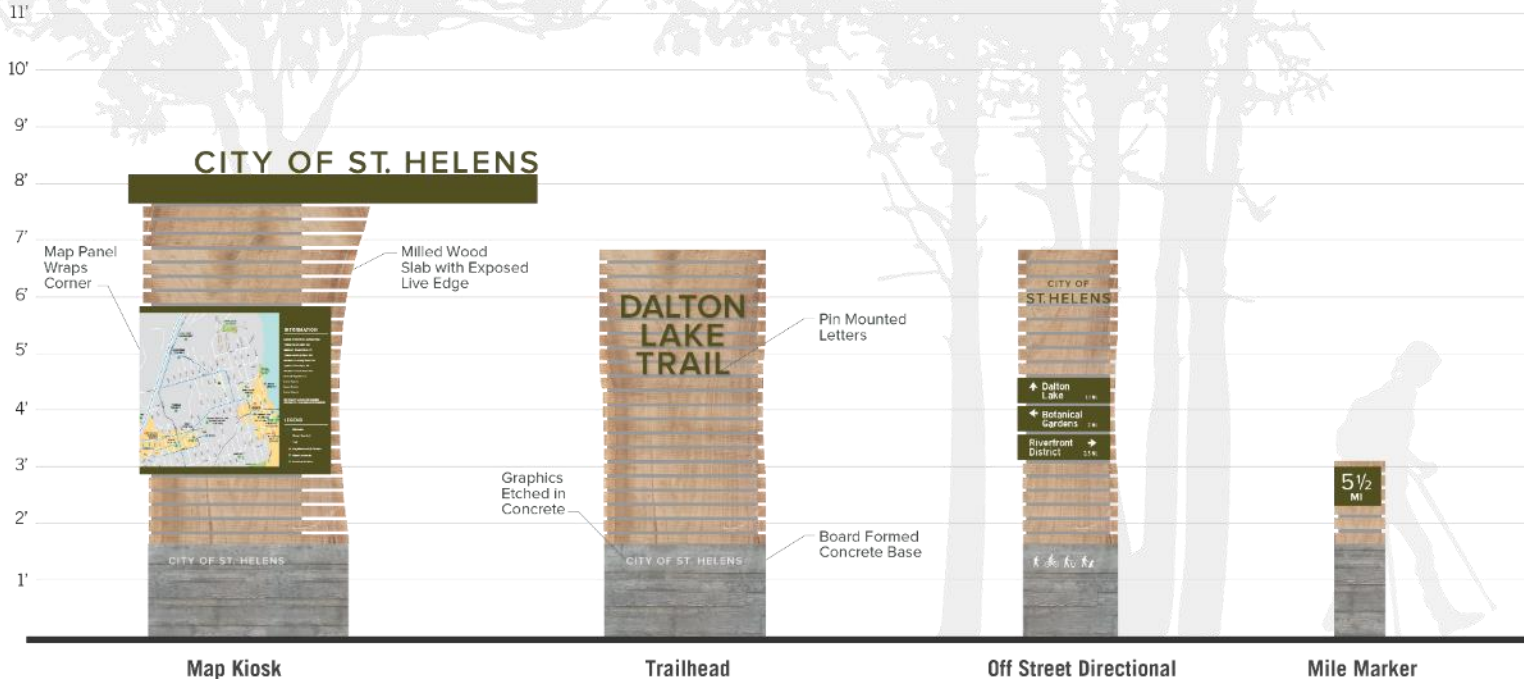 11'
10'
9'
8'
7'
6'
5'
4'
3'
2'
1'
CITY OF ST. HELENS
Map Panel
Wraps
Corner
Milled Wood
Slab with Exposed
Live Edge
INFORMATION
LEGEND
CITY OF ST. HELENS
Map Kiosk
DALTON
LAKE
TRAIL
Pin Mounted
Letters
Graphics
Etched in
Concrete
CITY OF ST. HELENS
Board Formed
Concrete Base
Trailhead
CITY OF
ST. HELENS
Dalton
Lake
Botanical
Gardens
Riverfront
District
Off Street Directional
5½
MI
Mile Marker